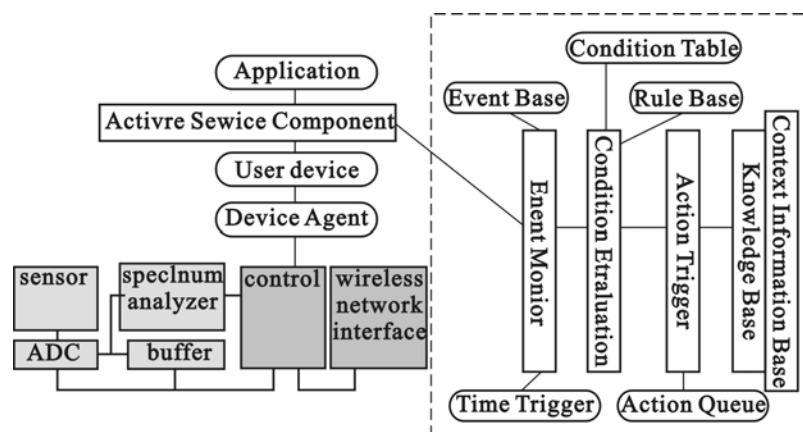 Application
Activre Sewice Component
User device
Device Agent
sensor
speclnum
analyzer
control
wireless
network
interface
ADC
buffer
Condition Table
Event Base
Rule Base
Enent Monior
Condition Etraluation
Action Trigger
Knowledge Base
Context Information Base
Time Trigger
Action Queue